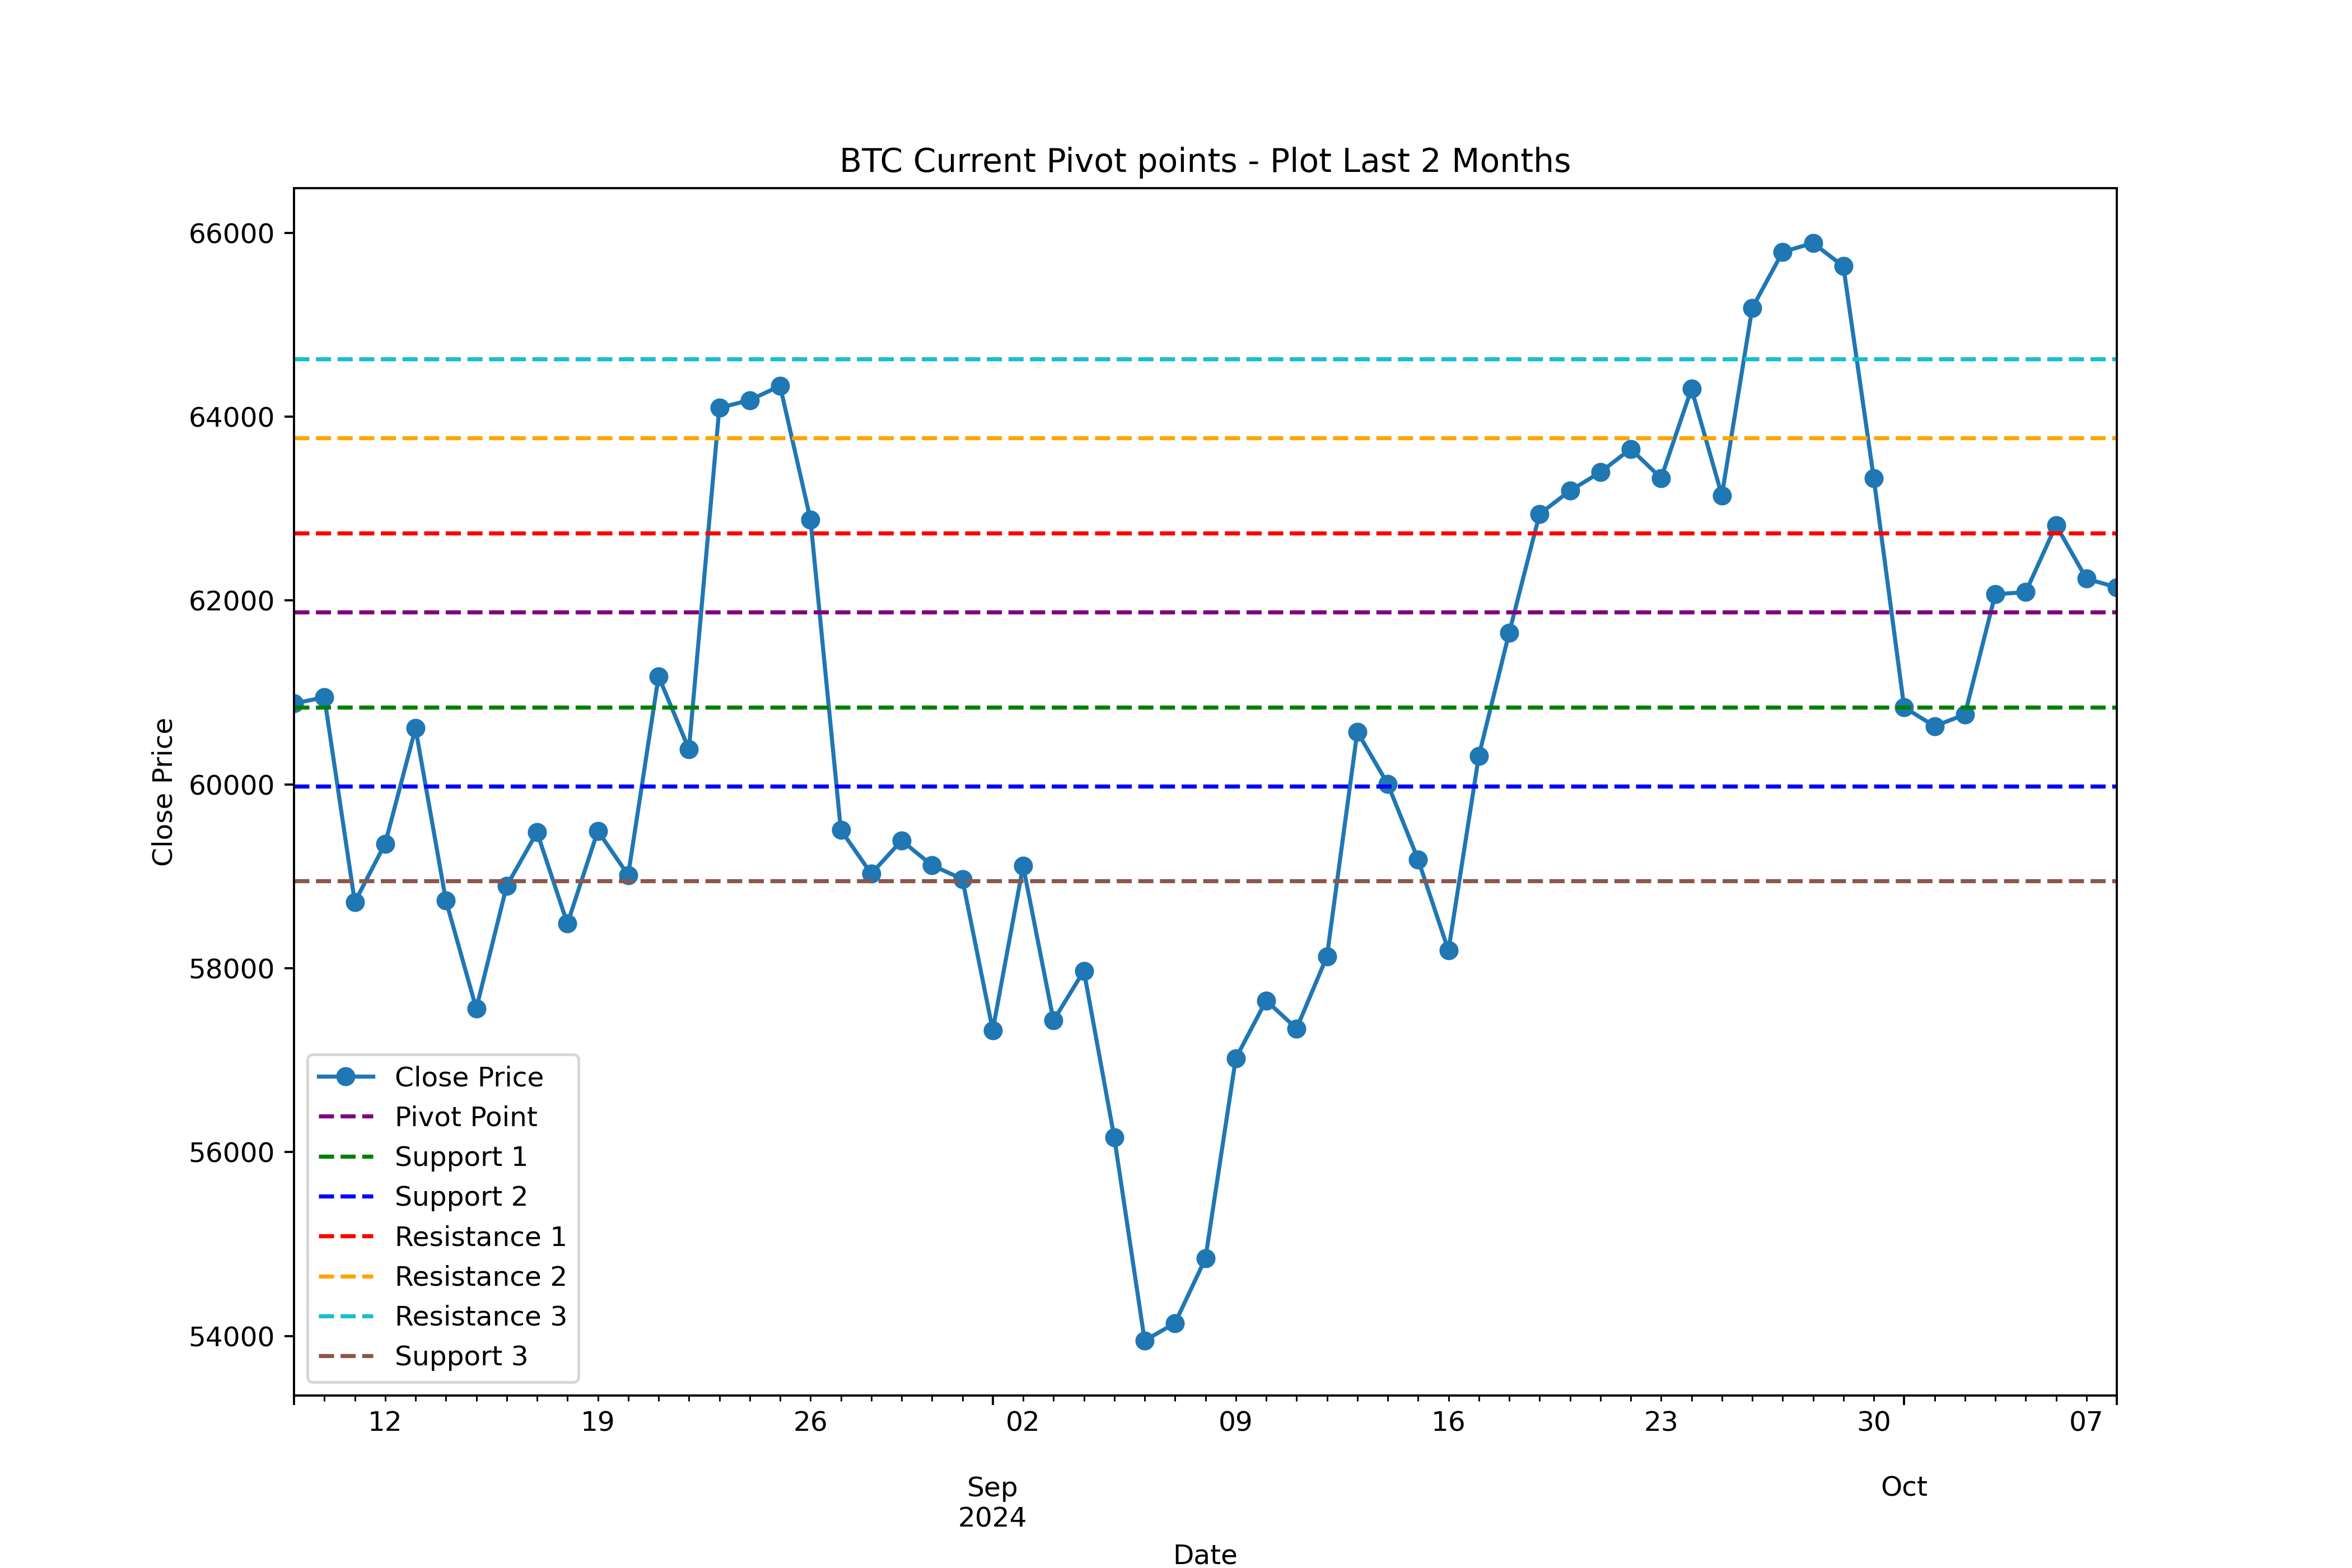 BTC Current Pivot points - Plot Last 2 Months
66000
64000
62000
60000
58000
56000
54000
Close Price
Close Price
Pivot Point
Support 1
Support 2
Resistance 1
Resistance 2
Resistance 3
Support 3
12 19 26 02 09 16 23 30 07
Sep Oct
2024
Date